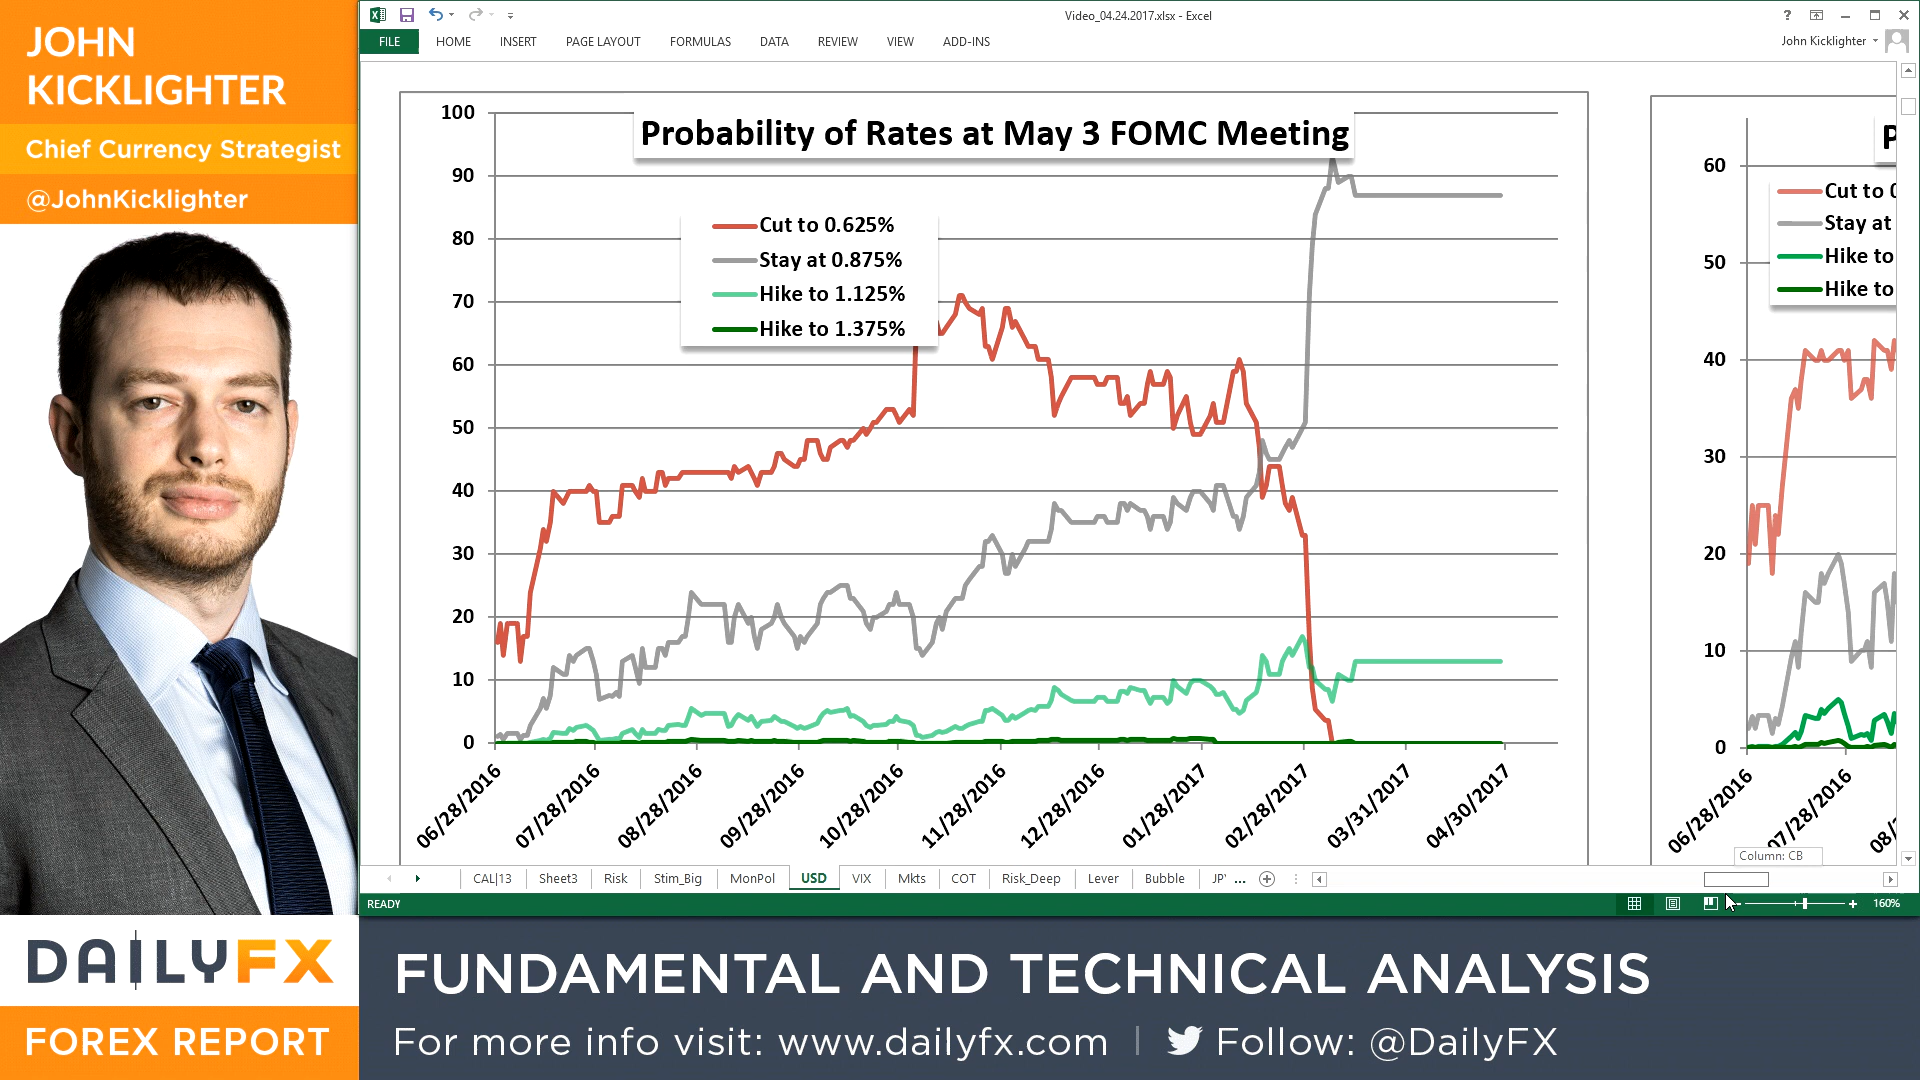 JOHN
KICKLIGHTER
Chief Currency Strategist
@JohnKicklighter
Video_04.24.2017.xlsx - Excel
?
FILE HOME INSERT PAGE LAYOUT FORMULAS DATA REVIEW VIEW ADD-INS
John Kicklighter
Probability of Rates at May 3 FOMC Meeting
100
90
80
70
60
50
40
30
20
10
0
Cut to 0.625%
Stay at 0.875%
Hike to 1.125%
Hike to 1.375%
06/28/2016
07/28/2016
08/28/2016
09/28/2016
10/28/2016
11/28/2016
12/28/2016
01/28/2017
02/28/2017
03/31/2017
04/30/2017
P
60
50
40
30
20
10
0
Cut to 0
Stay at
Hike to
Hike to
06/28/2016
07/28/2016
08/
Column: CB
CAL|13 Sheet3 Risk Stim_Big MonPol USD VIX Mkts COT Risk_Deep Lever Bubble JP' ...
READY
160%
DAILYFX
FOREX REPORT
FUNDAMENTAL AND TECHNICAL ANALYSIS
For more info visit: www.dailyfx.com | Follow: @DailyFX